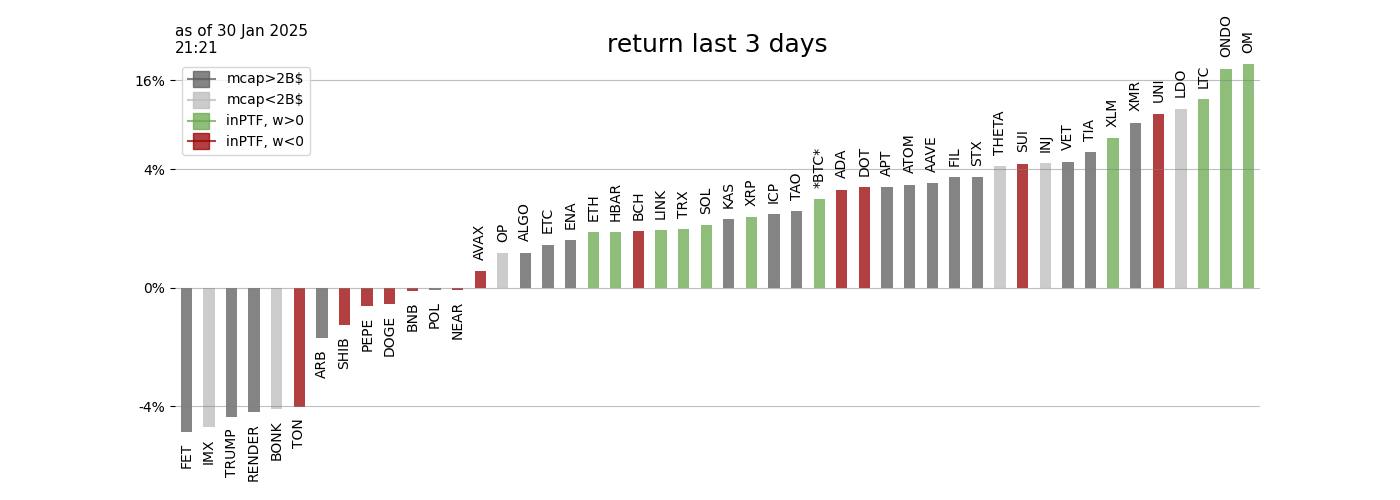 as of 30 Jan 2025
21:21
return last 3 days
mcap>2B$
mcap<2B$
inPTF, w>0
inPTF, w<0
16%
4%
0%
-4%
FET
IMX
TRUMP
RENDER
BONK
TON
ARB
SHIB
PEPE
DOGE
BNB
POL
NEAR
AVAX
OP
ALGO
ETC
ENA
ETH
HBAR
BCH
LINK
TRX
SOL
KAS
XRP
ICP
TAO
*BTC*
ADA
DOT
APT
ATOM
AAVE
FIL
STX
THETA
SUI
INJ
VET
TIA
XLM
XMR
UNI
LDO
LTC
ONDO
OM